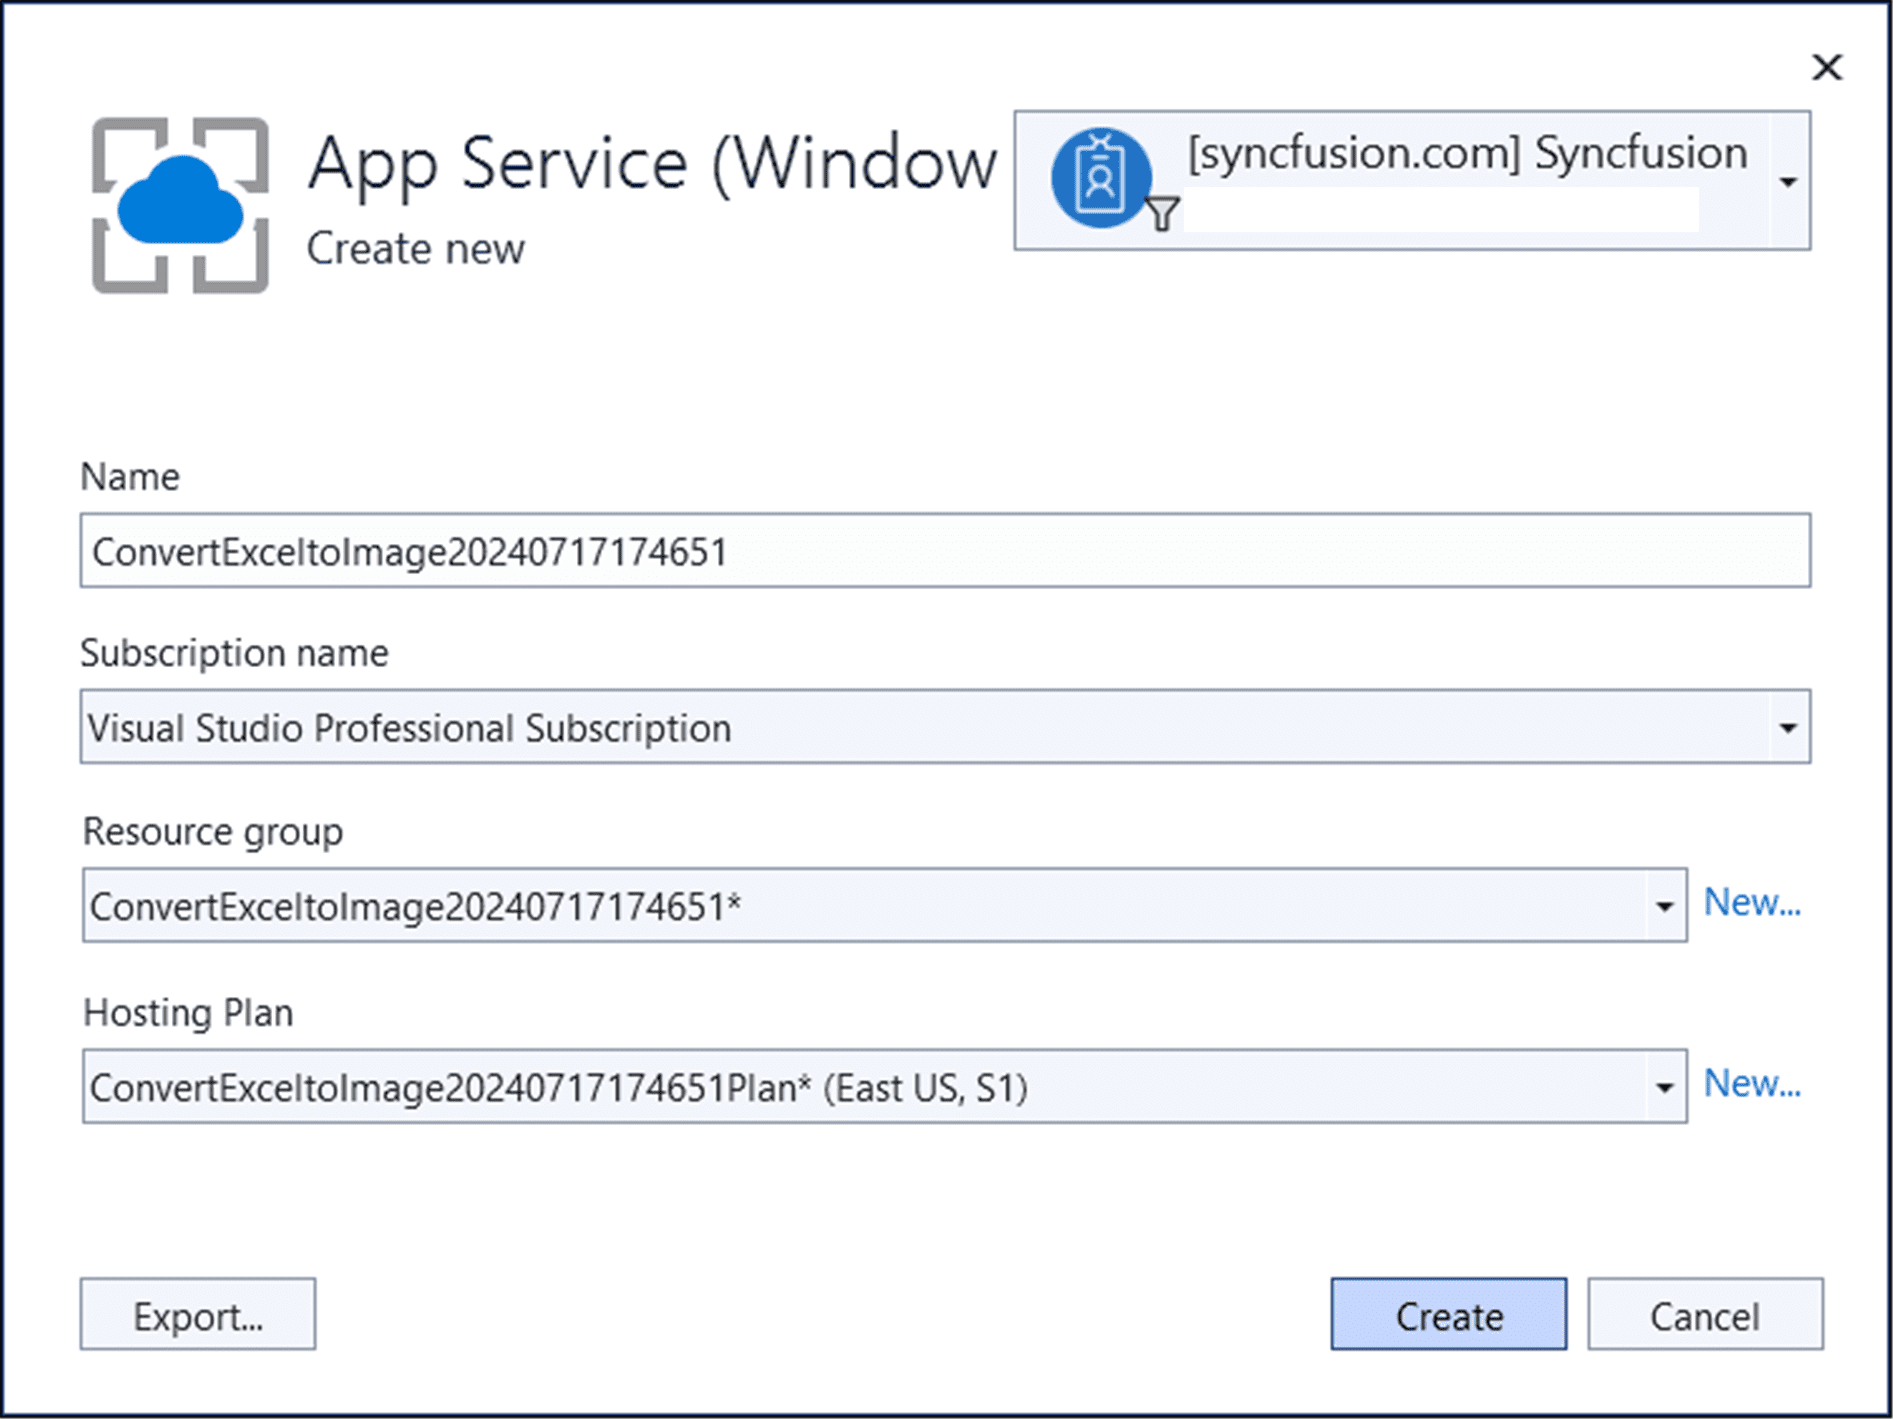 App Service (Window
Create new
[syncfusion.com] Syncfusion
Name
ConvertExceltoImage20240717174651
Subscription name
Visual Studio Professional Subscription
Resource group
ConvertExceltoImage20240717174651*
New...
Hosting Plan
ConvertExceltoImage20240717174651Plan* (East US, S1)
New...
Export...
Create
Cancel